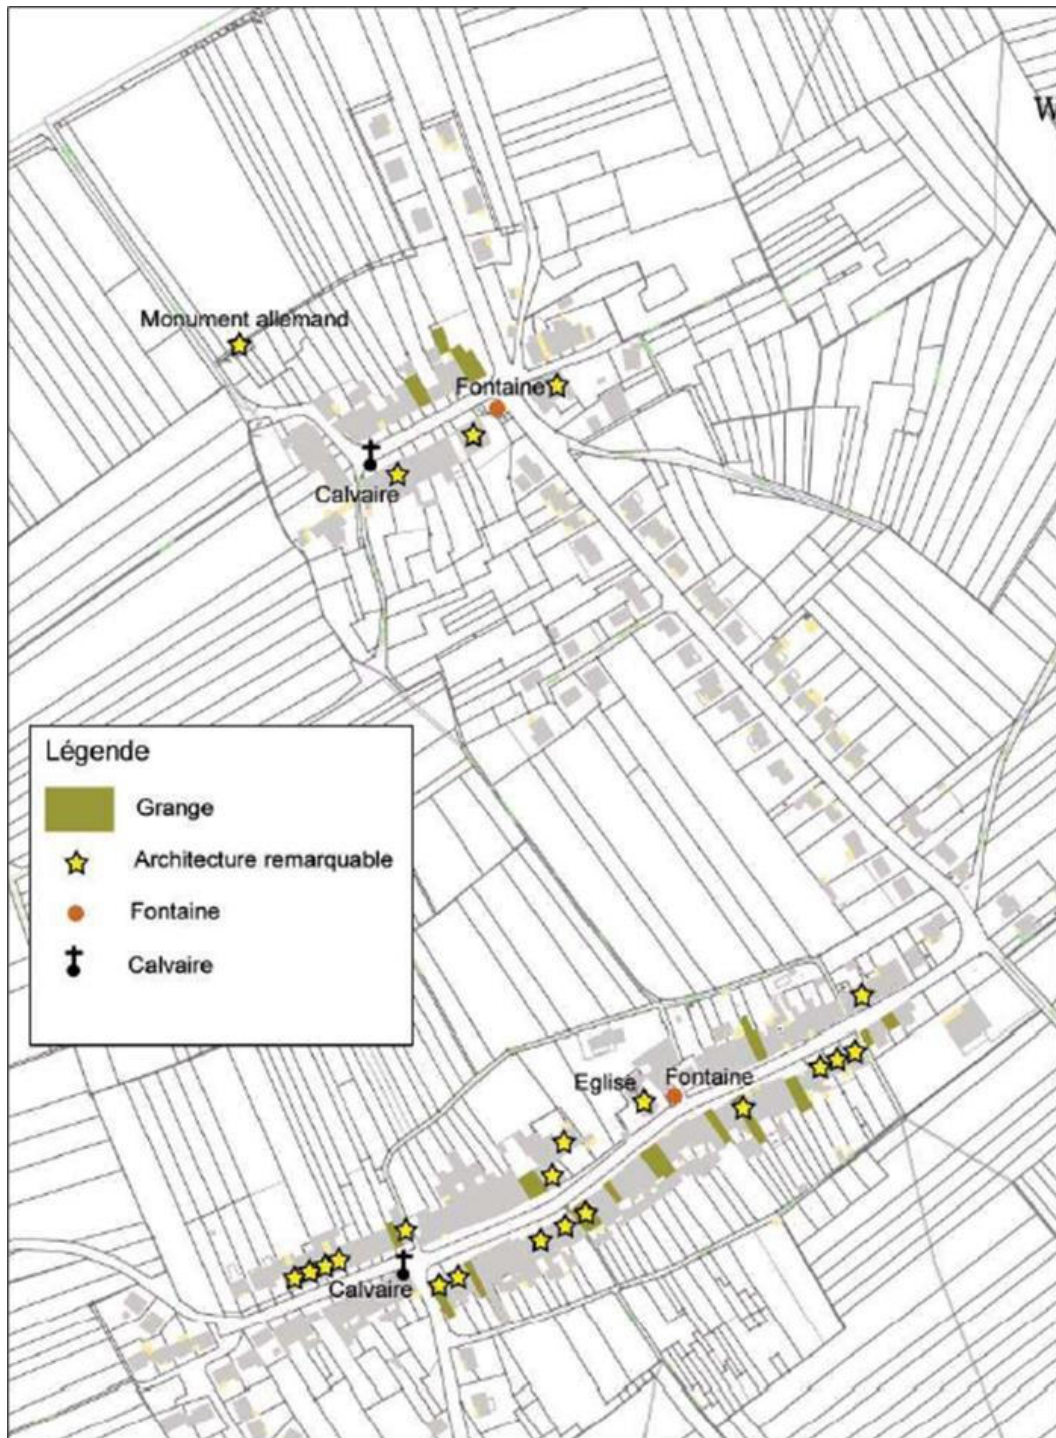 W
Monument allemand
Fontaine
Calvaire
Légende
Grange
Architecture remarquable
Fontaine
Calvaire
Eglise
Fontaine
Calvaire